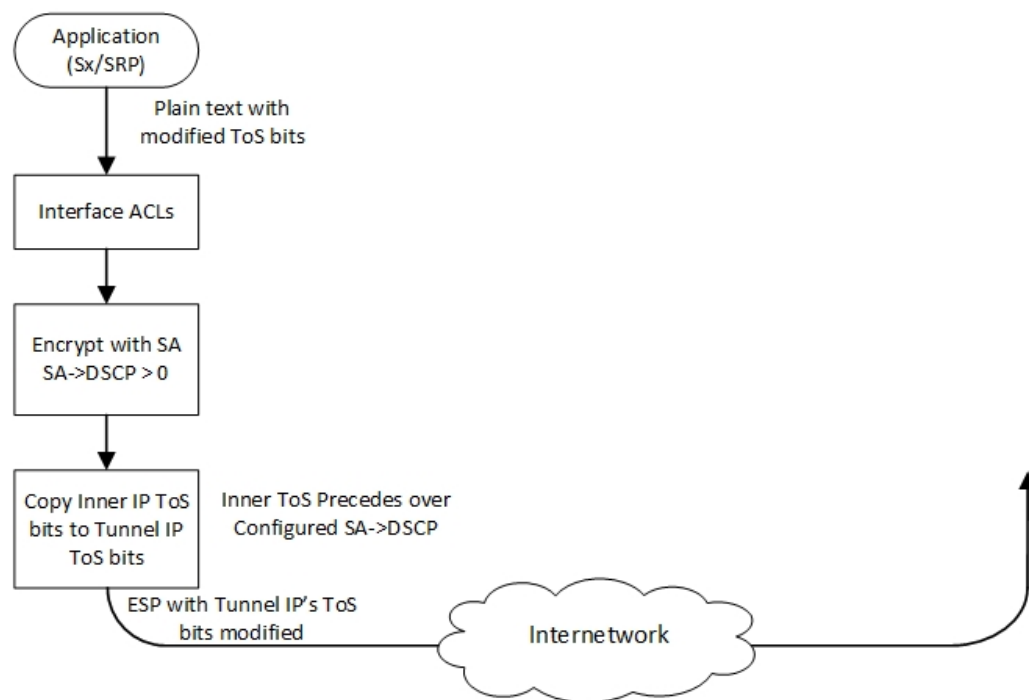 Application
(Sx/SRP)
Plain text with
modified ToS bits
Interface ACLs
Encrypt with SA
SA->DSCP > 0
Copy Inner IP ToS
bits to Tunnel IP
ToS bits
Inner ToS Precedes over
Configured SA->DSCP
ESP with Tunnel IP's ToS
bits modified
Internetwork